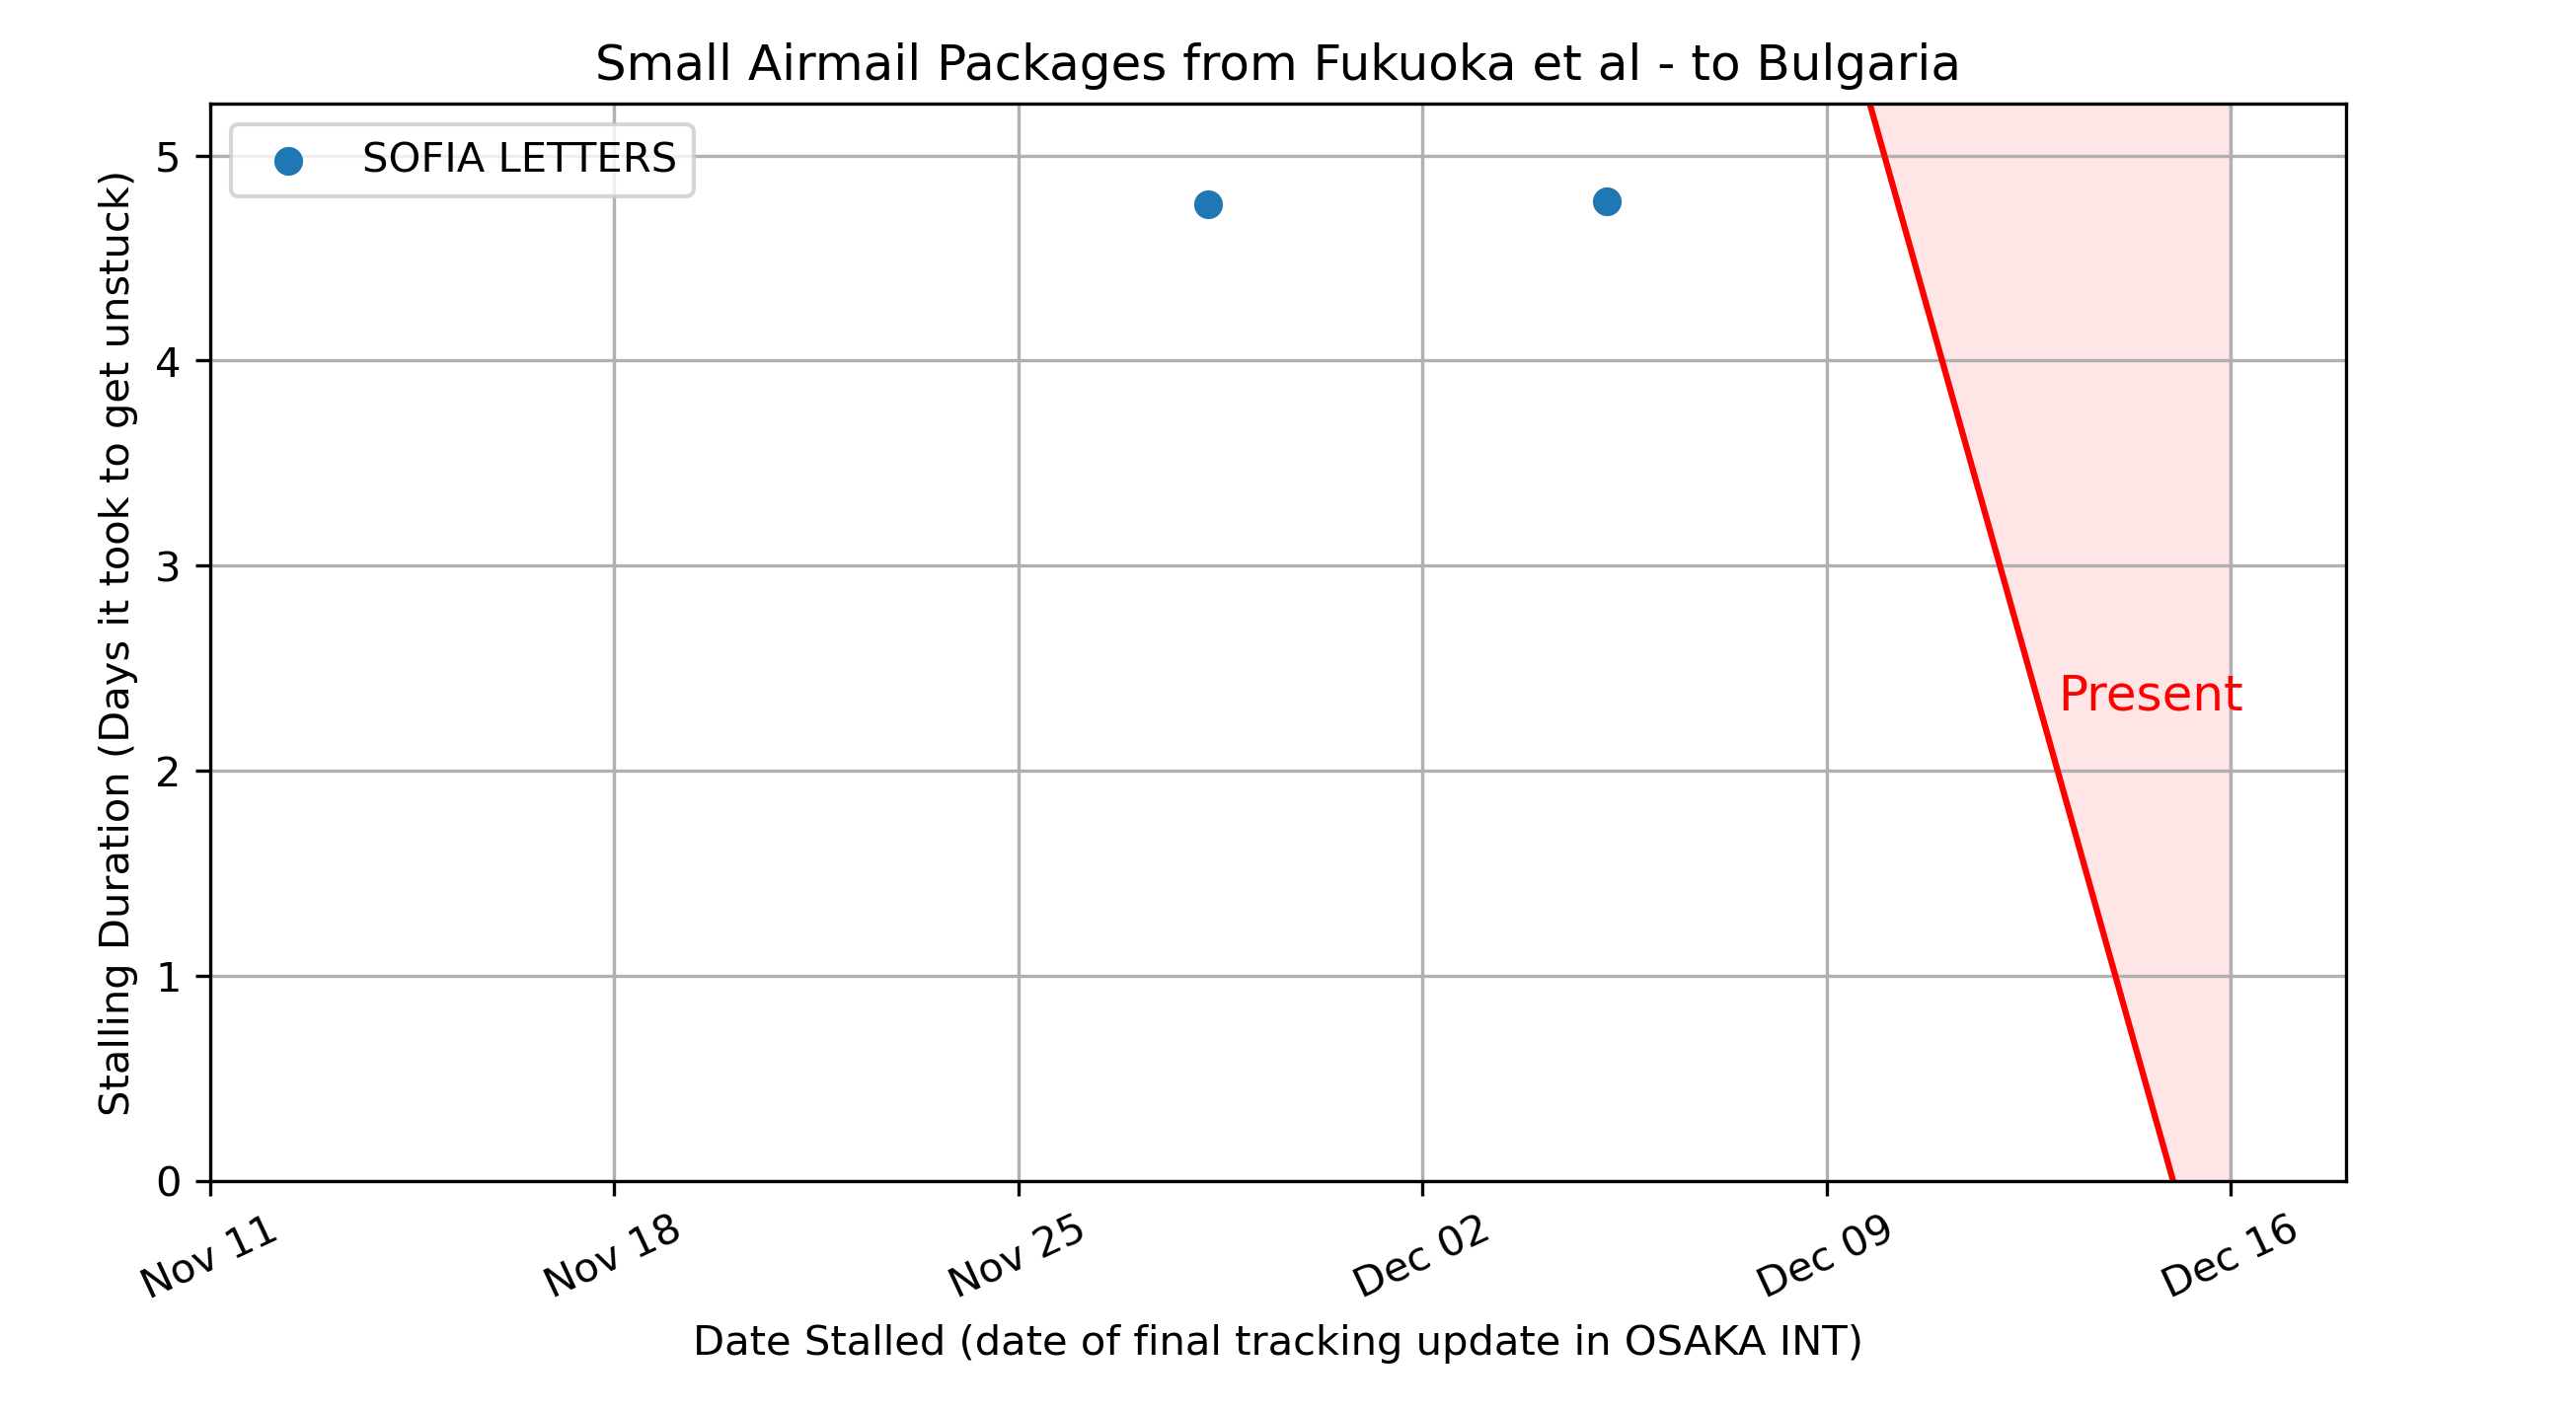 Small Airmail Packages from Fukuoka et al - to Bulgaria
SOFIA LETTERS
Stalling Duration (Days it took to get unstuck)
5
4
3
2
1
0
Present
Nov 11
Nov 18
Nov 25
Dec 02
Dec 09
Dec 16
Date Stalled (date of final tracking update in OSAKA INT)